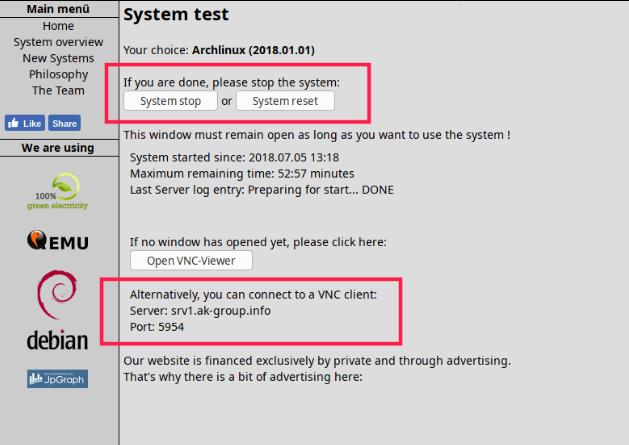 Main menü
Home
System overview
New Systems
Philosophy
The Team
Like Share
We are using
100%
green electricity
QEMU
debian
JpGraph
System test
Your choice: Archlinux (2018.01.01)
If you are done, please stop the system:
System stop or System reset
This window must remain open as long as you want to use the system !
System started since: 2018.07.05 13:18
Maximum remaining time: 52:57 minutes
Last Server log entry: Preparing for start... DONE
If no window has opened yet, please click here:
Open VNC-Viewer
Alternatively, you can connect to a VNC client:
Server: srv1.ak-group.info
Port: 5954
Our website is financed exclusively by private and through advertising.
That's why there is a bit of advertising here: